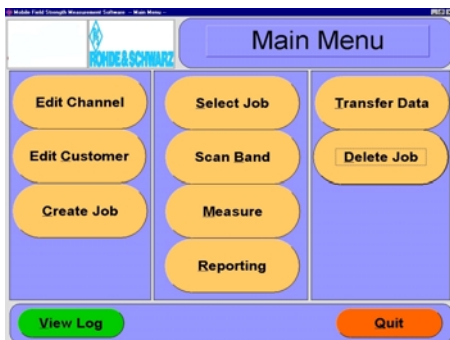 Mobile Field Strength Measurement Software -- Main Menu --
ROHDE & SCHWARZ
Main Menu
Edit Channel
Edit Customer
Create Job
Select Job
Scan Band
Measure
Reporting
Transfer Data
Delete Job
View Log
Quit